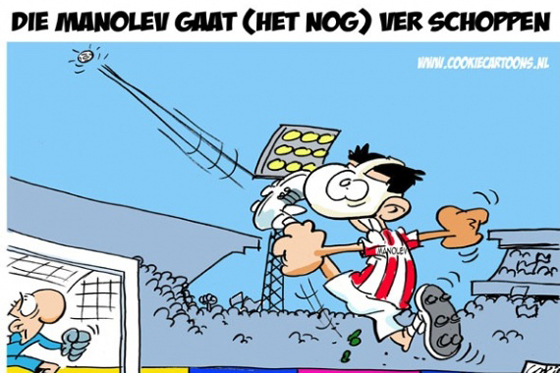 DIE MANOLEV GAAT (HET NOG) VER SCHOPPEN
WWW.COOKIECARTOONS.NL
MANOLEV